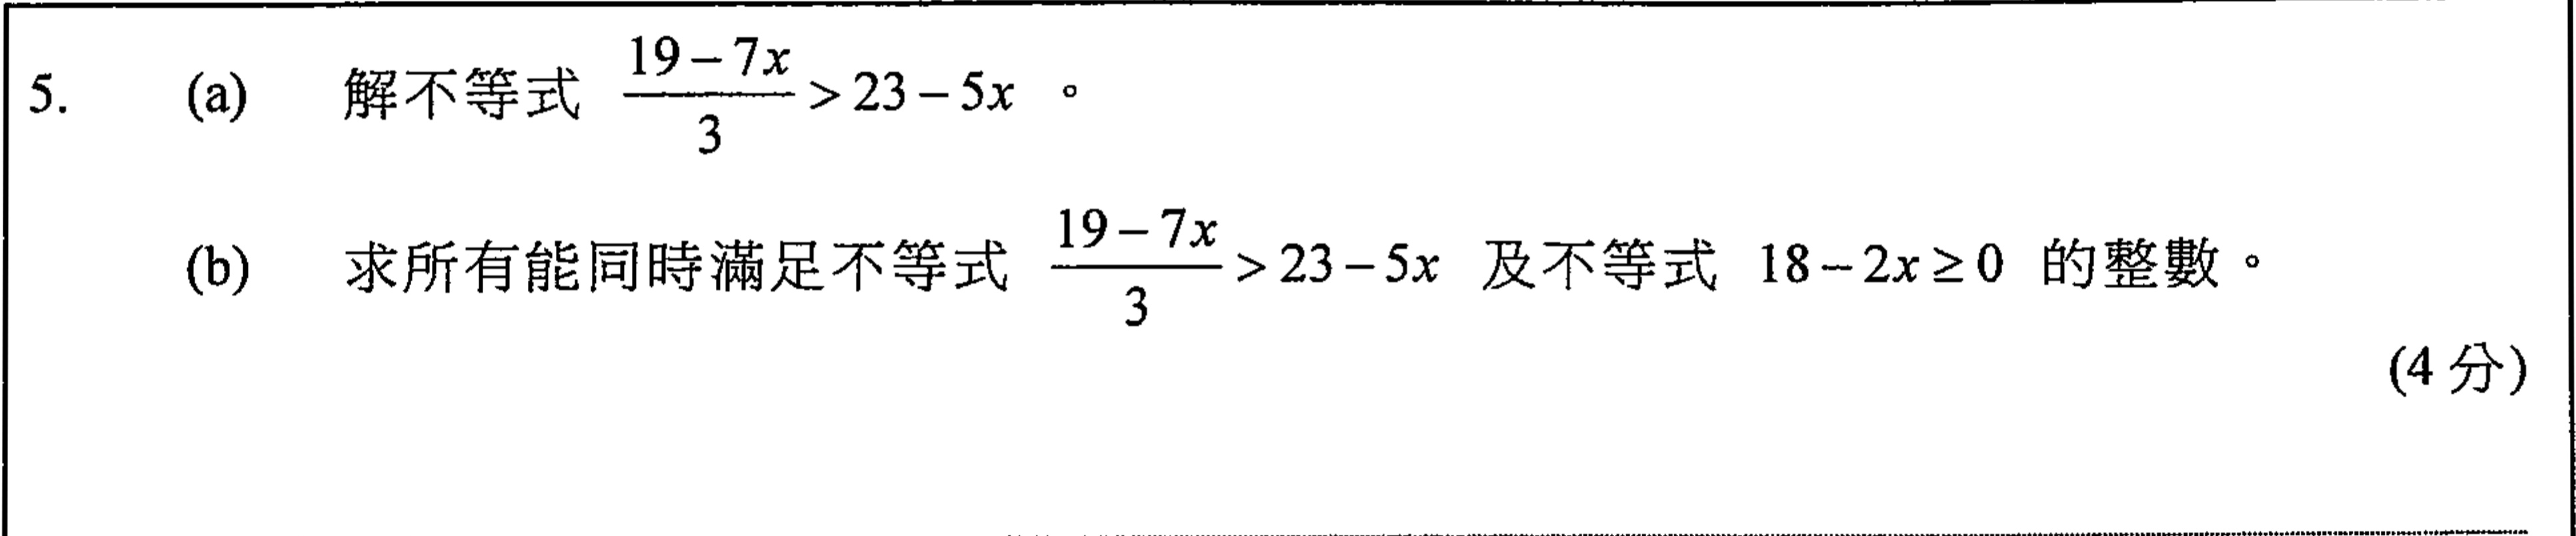 5. (a) 解不等式 \frac{19-7x}{3} > 23-5x 。
(b) 求所有能同時滿足不等式 \frac{19-7x}{3} > 23-5x 及不等式 18-2x ≥ 0 的整數。
(4 分)